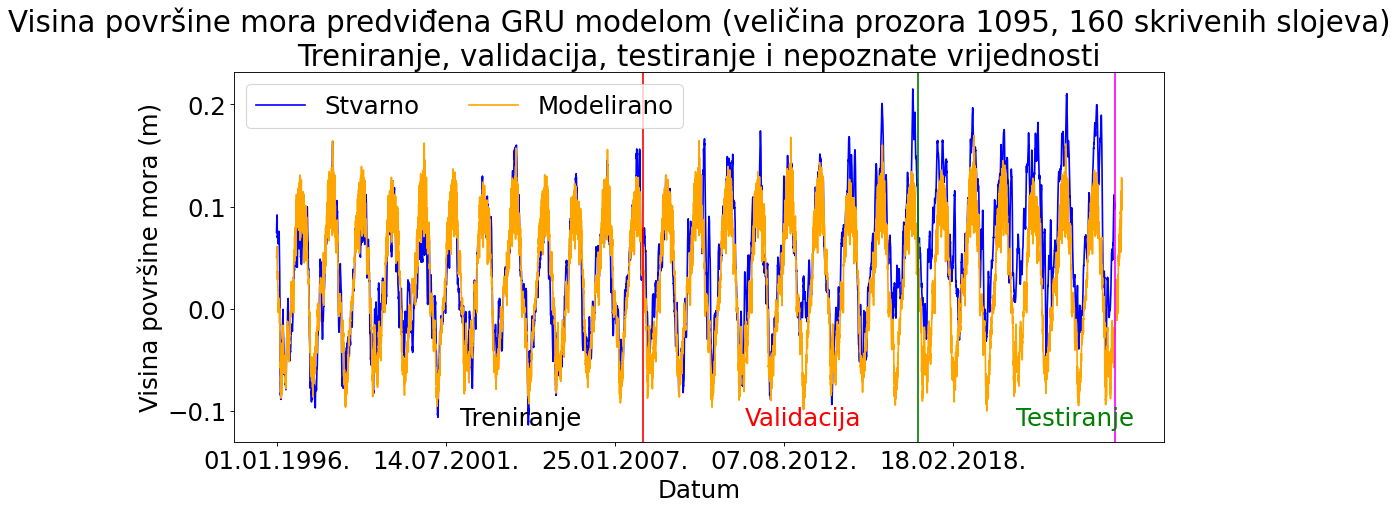 Visina površine mora predviđena GRU modelom (veličina prozora 1095, 160 skrivenih slojeva)
Treniranje, validacija, testiranje i nepoznate vrijednosti
Stvarno
Modelirano
Visina površine mora (m)
0.2
0.1
0.0
−0.1
Treniranje
Validacija
Testiranje
01.01.1996.
14.07.2001.
25.01.2007.
07.08.2012.
18.02.2018.
Datum